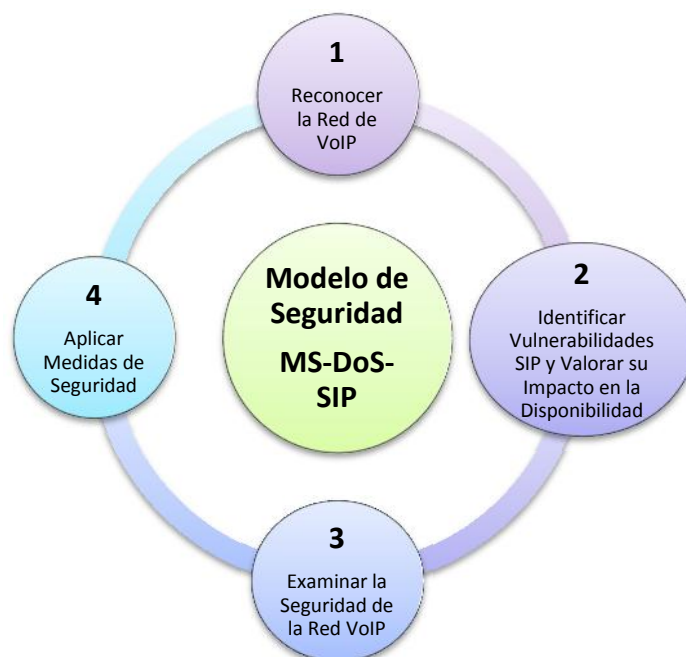 1
Reconocer
la Red de
VoIP
2
Identificar
Vulnerabilidades
SIP y Valorar su
Impacto en la
Disponibilidad
3
Examinar la
Seguridad de
la Red VoIP
4
Aplicar
Medidas de
Seguridad
Modelo de
Seguridad
MS-DoS-
SIP